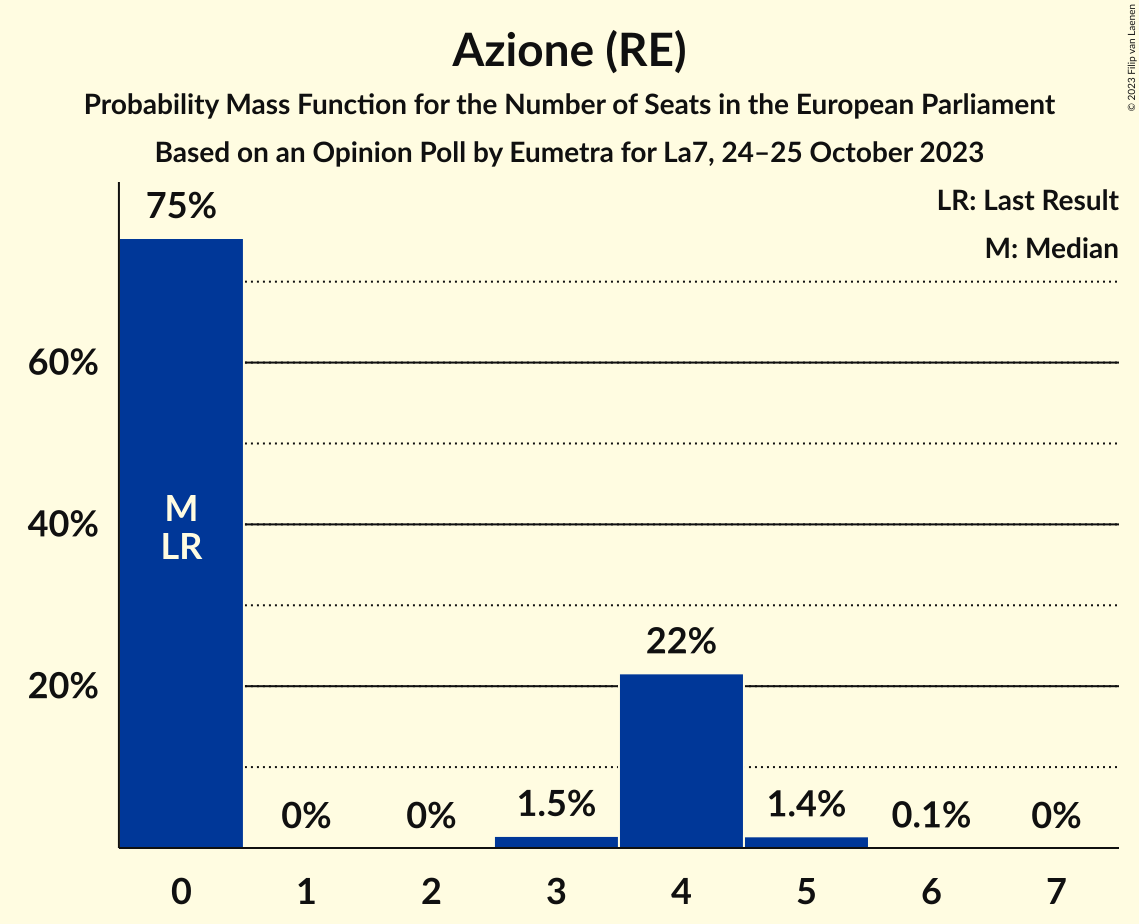 Azione (RE)
Probability Mass Function for the Number of Seats in the European Parliament
Based on an Opinion Poll by Eumetra for La7, 24–25 October 2023
© 2023 Filip van Laenen
LR: Last Result
M: Median
75%
60%
40%
20%
M
LR
0%
0%
1.5%
22%
1.4%
0.1%
0%
0
1
2
3
4
5
6
7